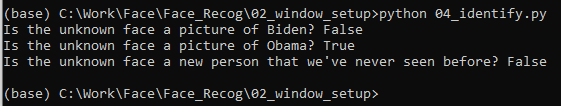 (base) C:\Work\Face\Face_Recog\02_window_setup>python 04_identify.py
Is the unknown face a picture of Biden? False
Is the unknown face a picture of Obama? True
Is the unknown face a new person that we've never seen before? False
(base) C:\Work\Face\Face_Recog\02_window_setup>